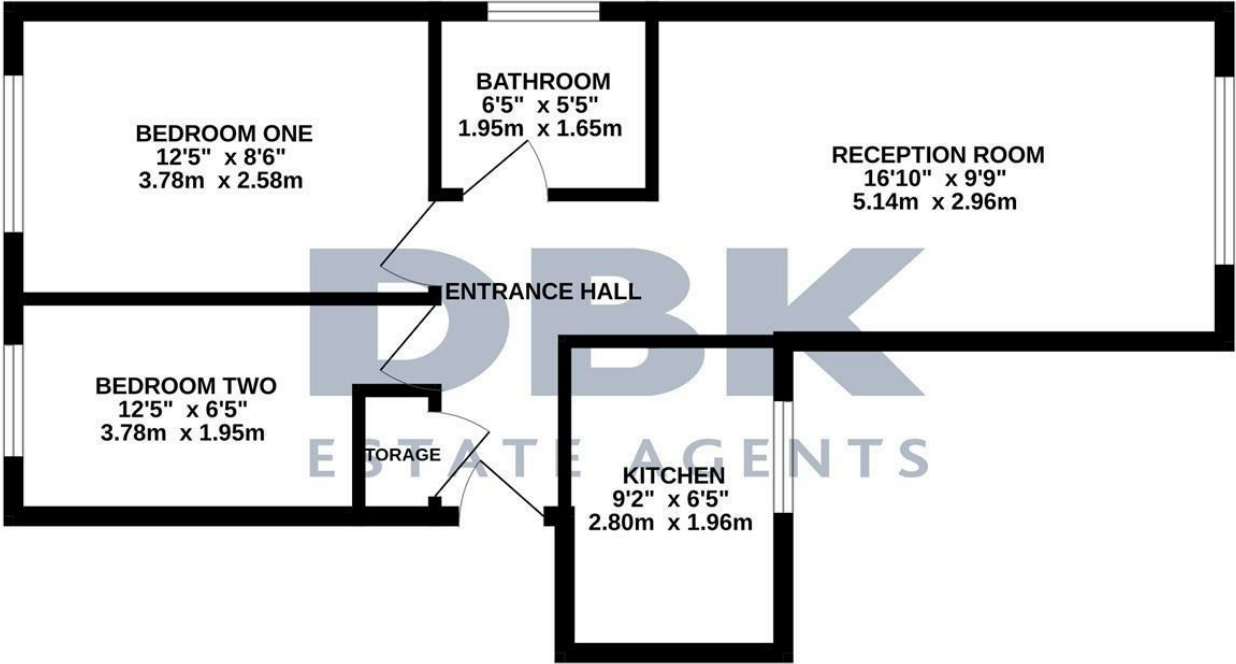 BATHROOM
6'5" x 5'5"
1.95m x 1.65m
BEDROOM ONE
12'5" x 8'6"
3.78m x 2.58m
RECEPTION ROOM
16'10" x 9'9"
5.14m x 2.96m
DBK
ENTRANCE HALL
BEDROOM TWO
12'5" x 6'5"
3.78m x 1.95m
TORAGE
ESTATE AGENTS
KITCHEN
9'2" x 6'5"
2.80m x 1.96m